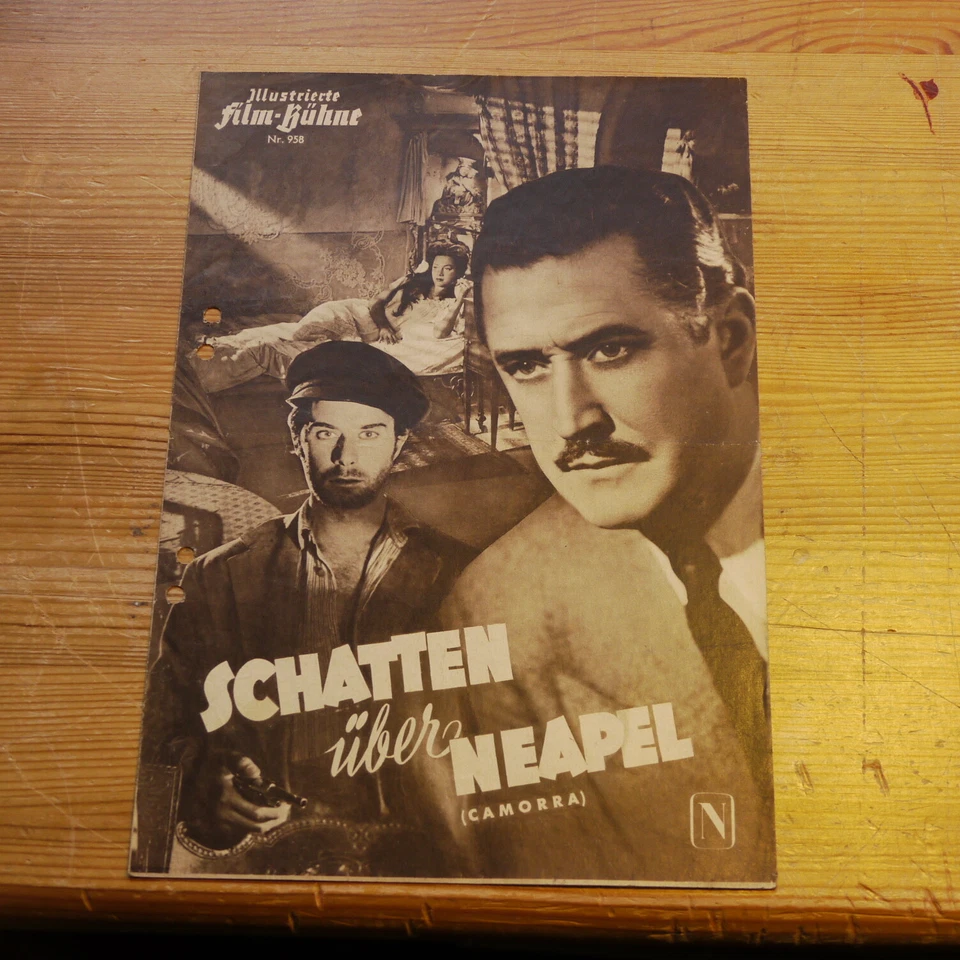 Illustrierte
Film-Bühne
Nr. 958
SCHATTEN
über
NEAPEL
(CAMORRA)
N